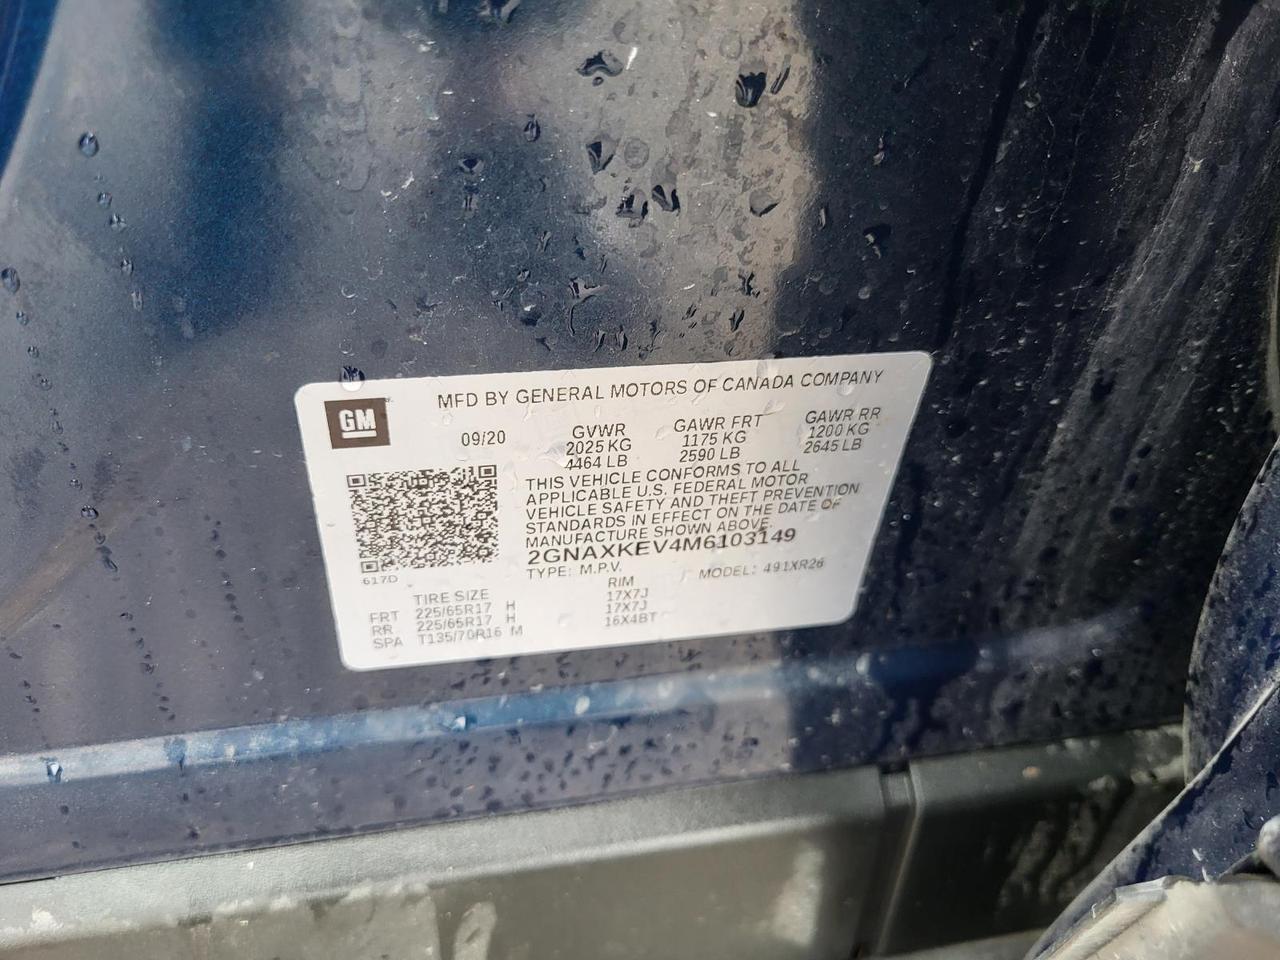 MFD BY GENERAL MOTORS OF CANADA COMPANY
GM
09/20
GVWR GAWR FRT GAWR RR
2025 KG 1175 KG 1200 KG
4464 LB 2590 LB 2645 LB
THIS VEHICLE CONFORMS TO ALL
APPLICABLE U.S. FEDERAL MOTOR
VEHICLE SAFETY AND THEFT PREVENTION
STANDARDS IN EFFECT ON THE DATE OF
MANUFACTURE SHOWN ABOVE.
2GNAXKEV4M6103149
TYPE: M.P.V. MODEL: 491XR26
617D
TIRE SIZE RIM
FRT 225/65R17 H 17X7J
RR 225/65R17 H 17X7J
SPA T135/70R16 M 16X4BT